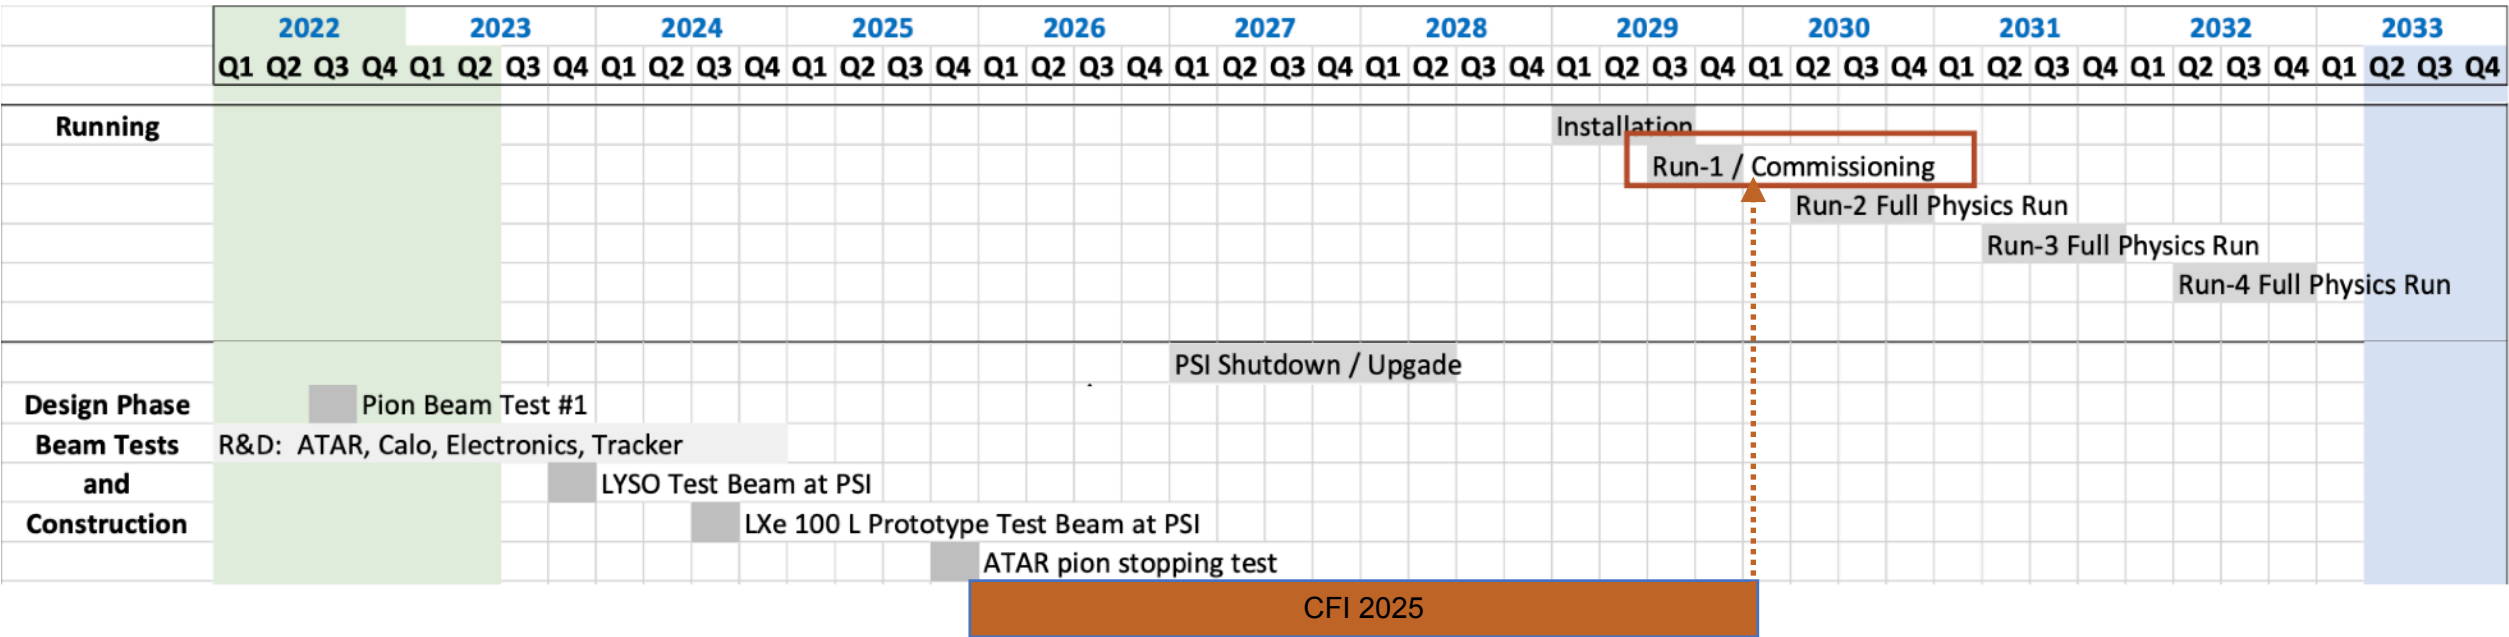 2022 2023 2024 2025 2026 2027 2028 2029 2030 2031 2032 2033
Q1 Q2 Q3 Q4 Q1 Q2 Q3 Q4 Q1 Q2 Q3 Q4 Q1 Q2 Q3 Q4 Q1 Q2 Q3 Q4 Q1 Q2 Q3 Q4 Q1 Q2 Q3 Q4 Q1 Q2 Q3 Q4 Q1 Q2 Q3 Q4 Q1 Q2 Q3 Q4 Q1 Q2 Q3 Q4 Q1 Q2 Q3 Q4
Running Installation
Run-1 / Commissioning
Run-2 Full Physics Run
Run-3 Full Physics Run
Run-4 Full Physics Run
PSI Shutdown / Upgade
Design Phase Pion Beam Test #1
Beam Tests R&D: ATAR, Calo, Electronics, Tracker
and LYSO Test Beam at PSI
Construction LXe 100 L Prototype Test Beam at PSI
ATAR pion stopping test
CFI 2025